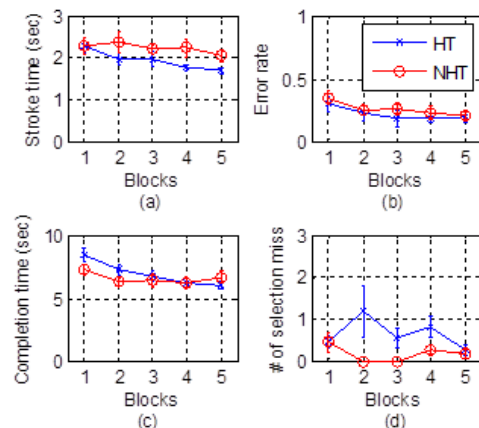 Stroke time (sec)
3
2
1
0
1 2 3 4 5
Blocks
(a)
Error rate
1
0.5
0
HT
NHT
1 2 3 4 5
Blocks
(b)
Completion time (sec)
10
5
0
1 2 3 4 5
Blocks
(c)
# of selection miss
3
2
1
0
1 2 3 4 5
Blocks
(d)